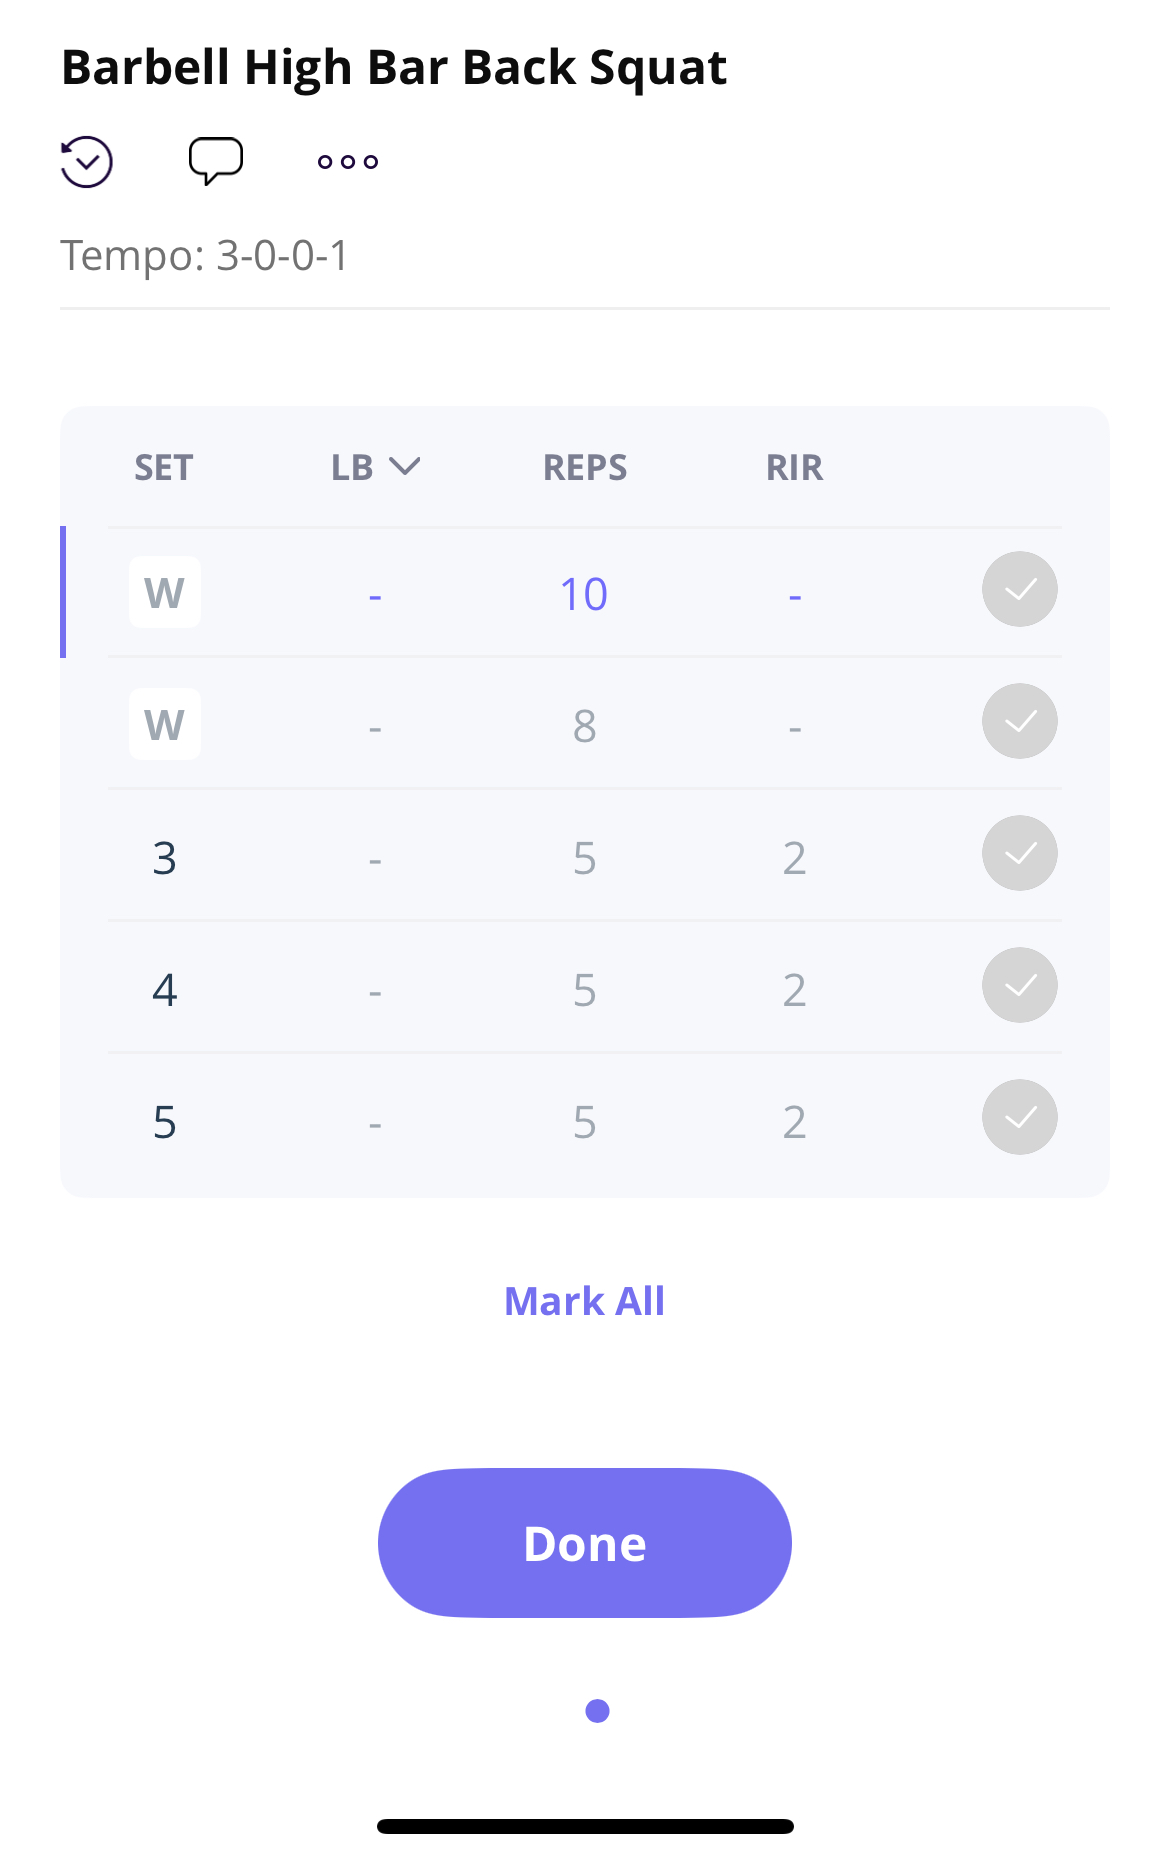 Barbell High Bar Back Squat
Tempo: 3-0-0-1
SET LB REPS RIR
W - 10 -
W - 8 -
3 - 5 2
4 - 5 2
5 - 5 2
Mark All
Done